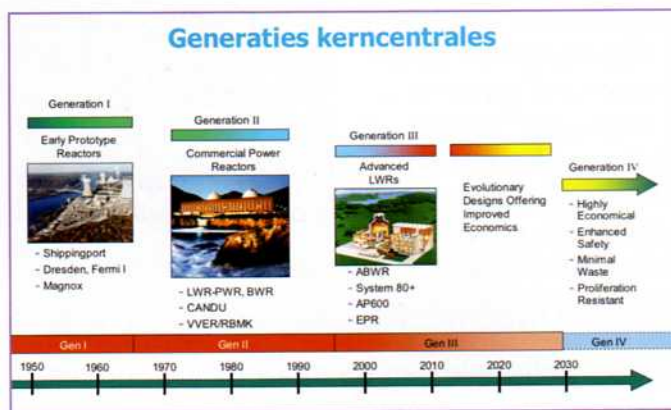 Generaties kerncentrales
Generation I
Early Prototype
Reactors
- Shippingport
- Dresden, Fermi I
- Magnox
Generation II
Commercial Power
Reactors
- LWR-PWR, BWR
- CANDU
- VVER/RBMK
Generation III
Advanced
LWRs
- ABWR
- System 80+
- AP600
- EPR
Evolutionary
Designs Offering
Improved
Economics
Generation IV
- Highly
Economical
- Enhanced
Safety
- Minimal
Waste
- Proliferation
Resistant
Gen I
Gen II
Gen III
Gen IV
1950 1960 1970 1980 1990 2000 2010 2020 2030